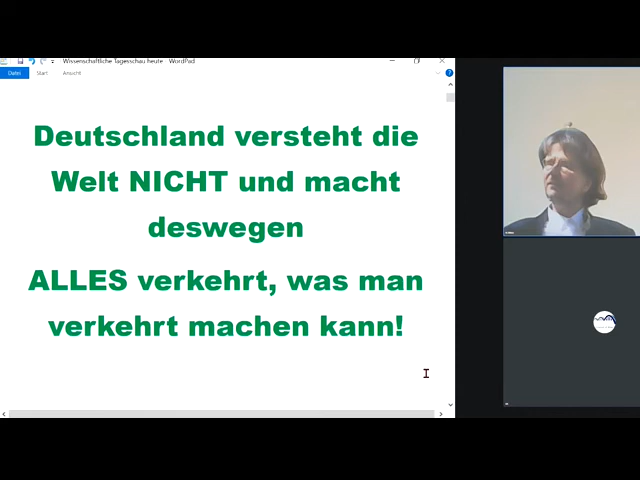 Wissenschaftliche Tagesschau heute - WordPad
Datei Start Ansicht
Deutschland versteht die
Welt NICHT und macht
deswegen
ALLES verkehrt, was man
verkehrt machen kann!